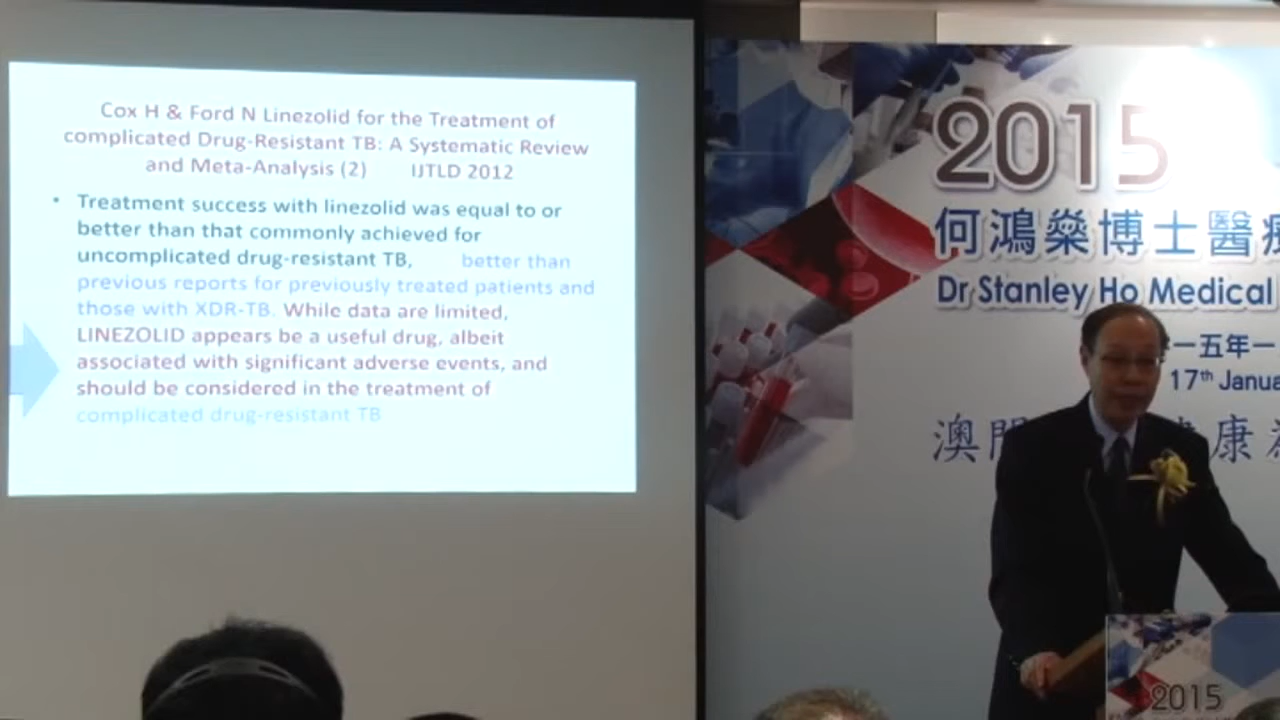 Cox H & Ford N Linezolid for the Treatment of
complicated Drug-Resistant TB: A Systematic Review
and Meta-Analysis (2) IJTLD 2012
• Treatment success with linezolid was equal to or
better than that commonly achieved for
uncomplicated drug-resistant TB, better than
previous reports for previously treated patients and
those with XDR-TB. While data are limited,
LINEZOLID appears be a useful drug, albeit
associated with significant adverse events, and
should be considered in the treatment of
complicated drug-resistant TB
2015
何鴻燊博士醫療
Dr Stanley Ho Medical
一五年一
17th Janua
澳門
康
2015